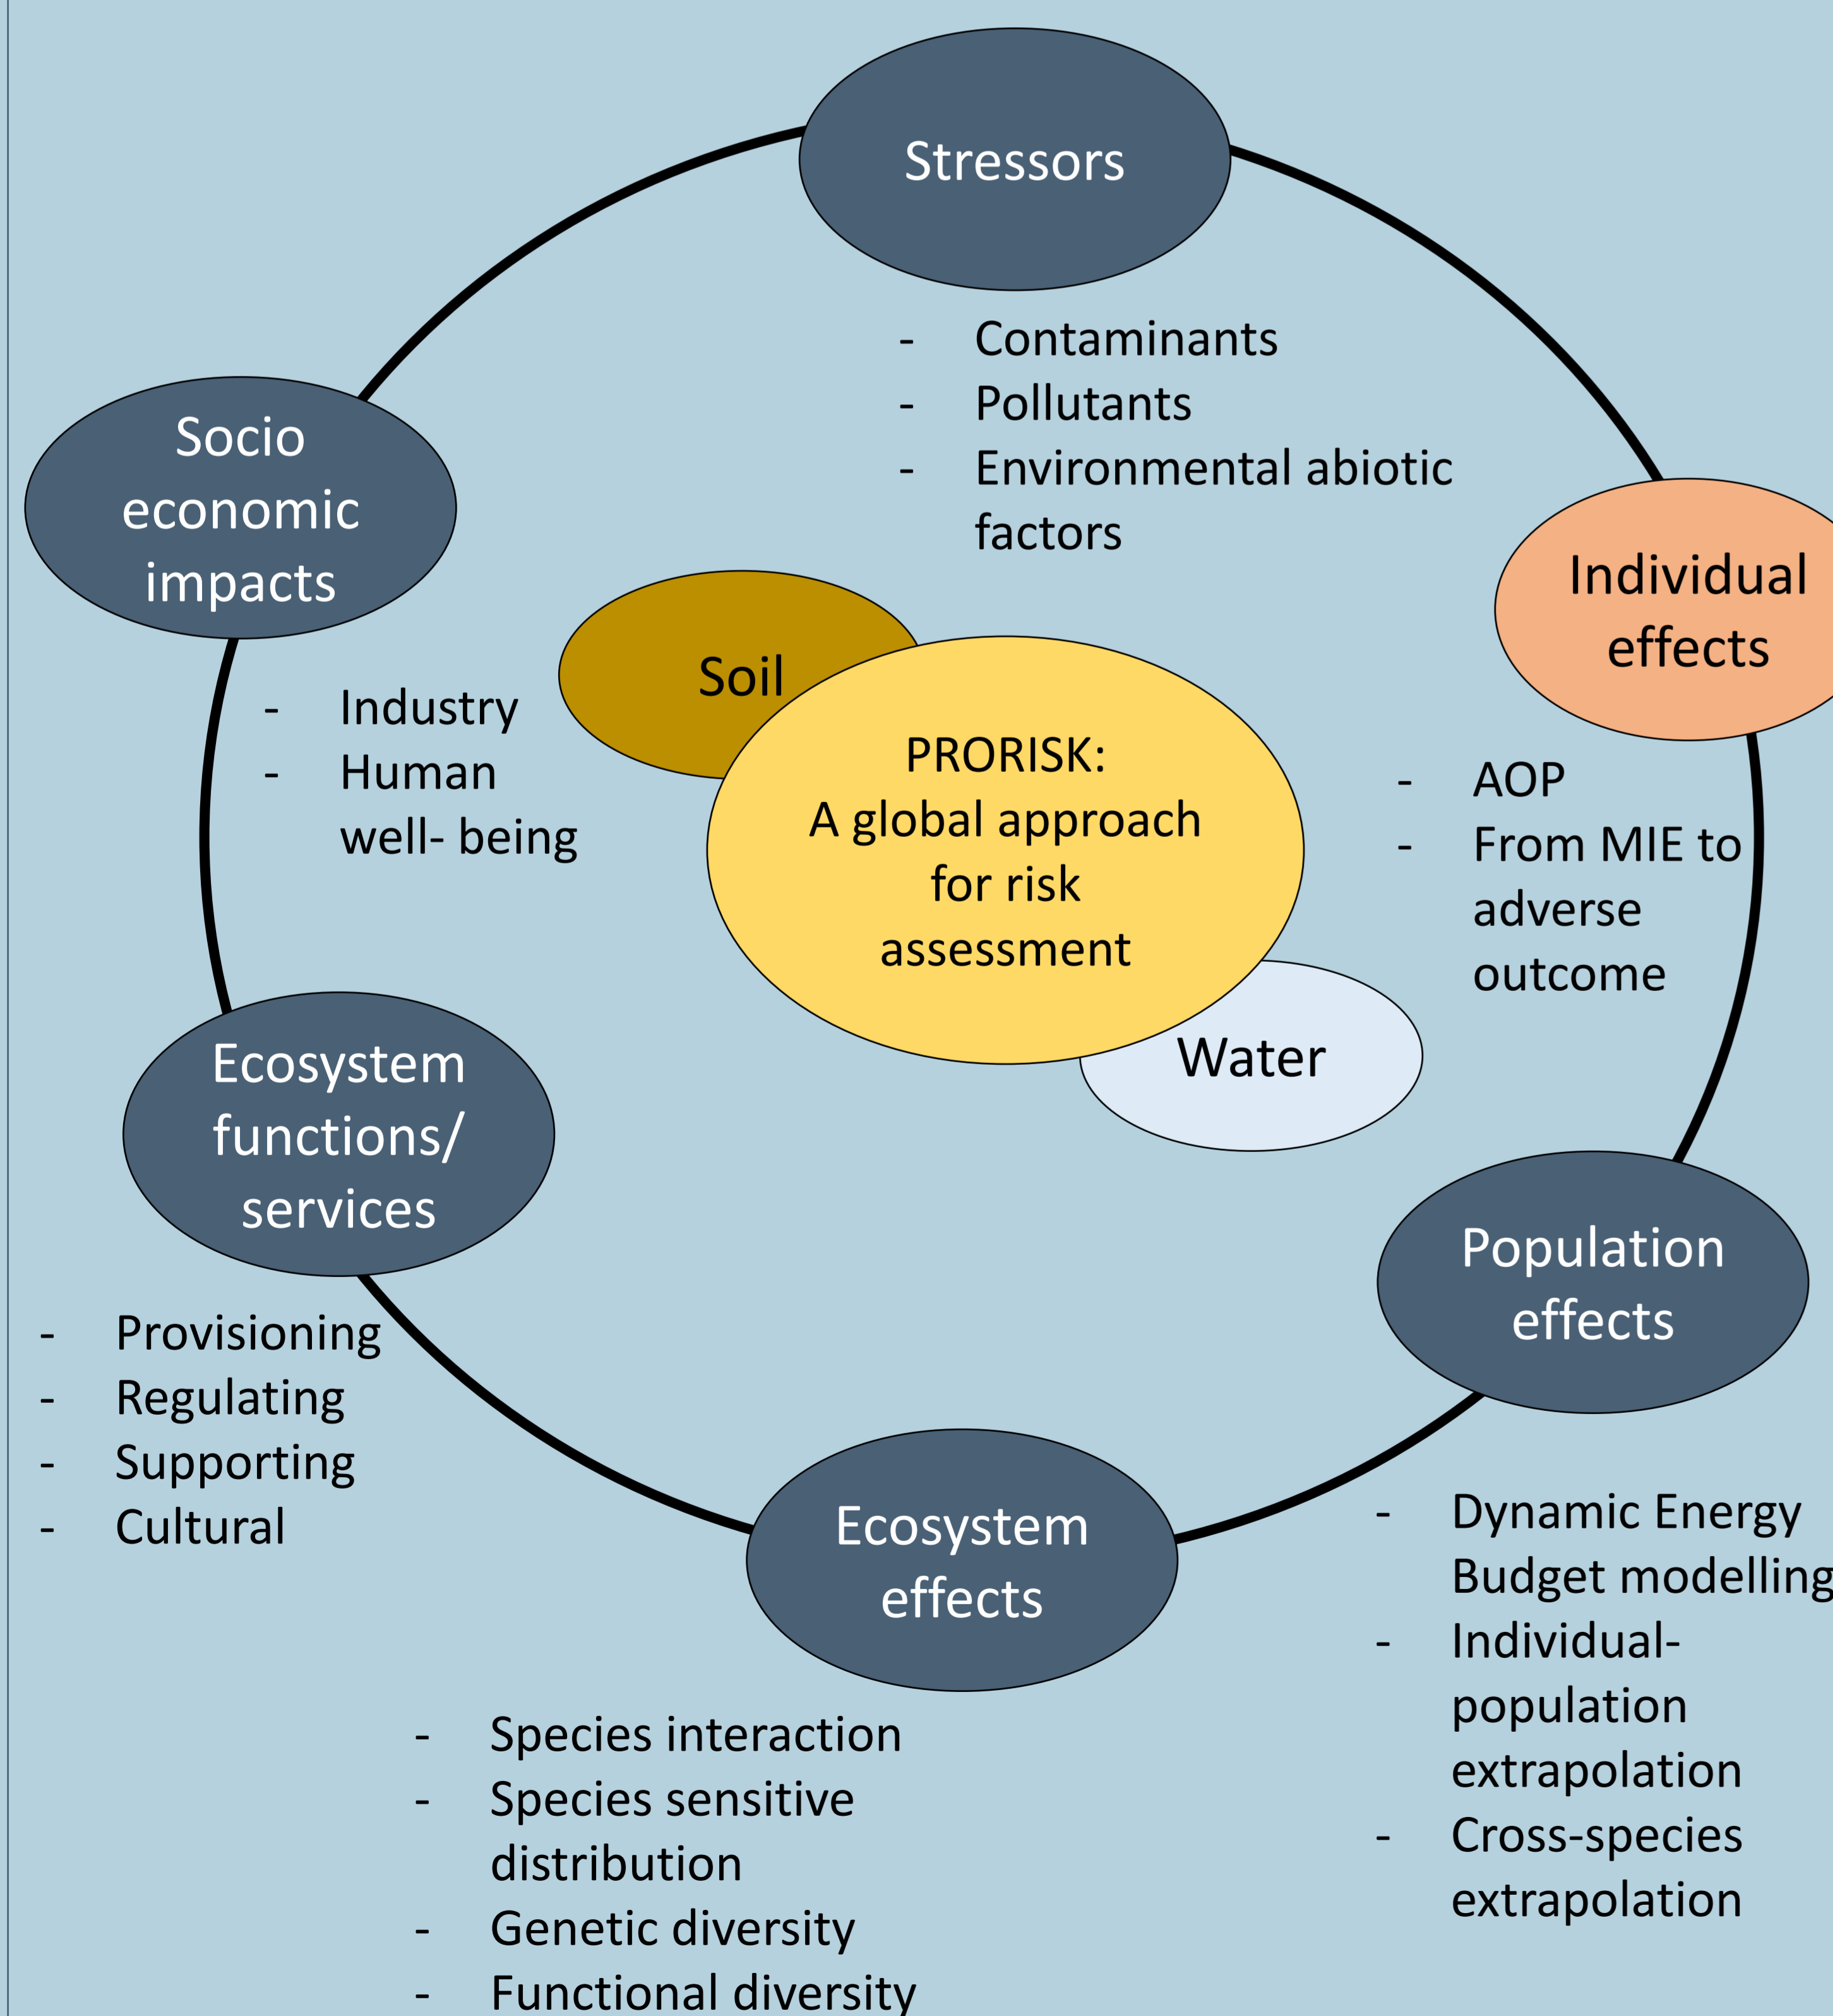 Stressors
- Contaminants
- Pollutants
- Environmental abiotic
factors
Socio
economic
impacts
- Industry
- Human
well- being
Individual
effects
- AOP
- From MIE to
adverse
outcome
Soil
PRORISK:
A global approach
for risk
assessment
Water
Ecosystem
functions/
services
- Provisioning
- Regulating
- Supporting
- Cultural
Population
effects
- Dynamic Energy
Budget modelling
- Individual-
population
extrapolation
- Cross-species
extrapolation
Ecosystem
effects
- Species interaction
- Species sensitive
distribution
- Genetic diversity
- Functional diversity